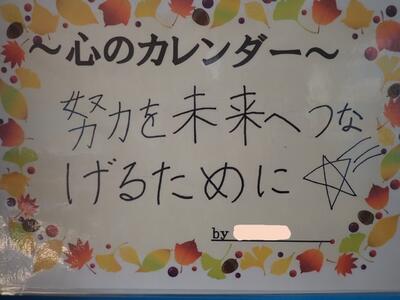 ～心のカレンダー～
努力を未来へつな
げるために
by